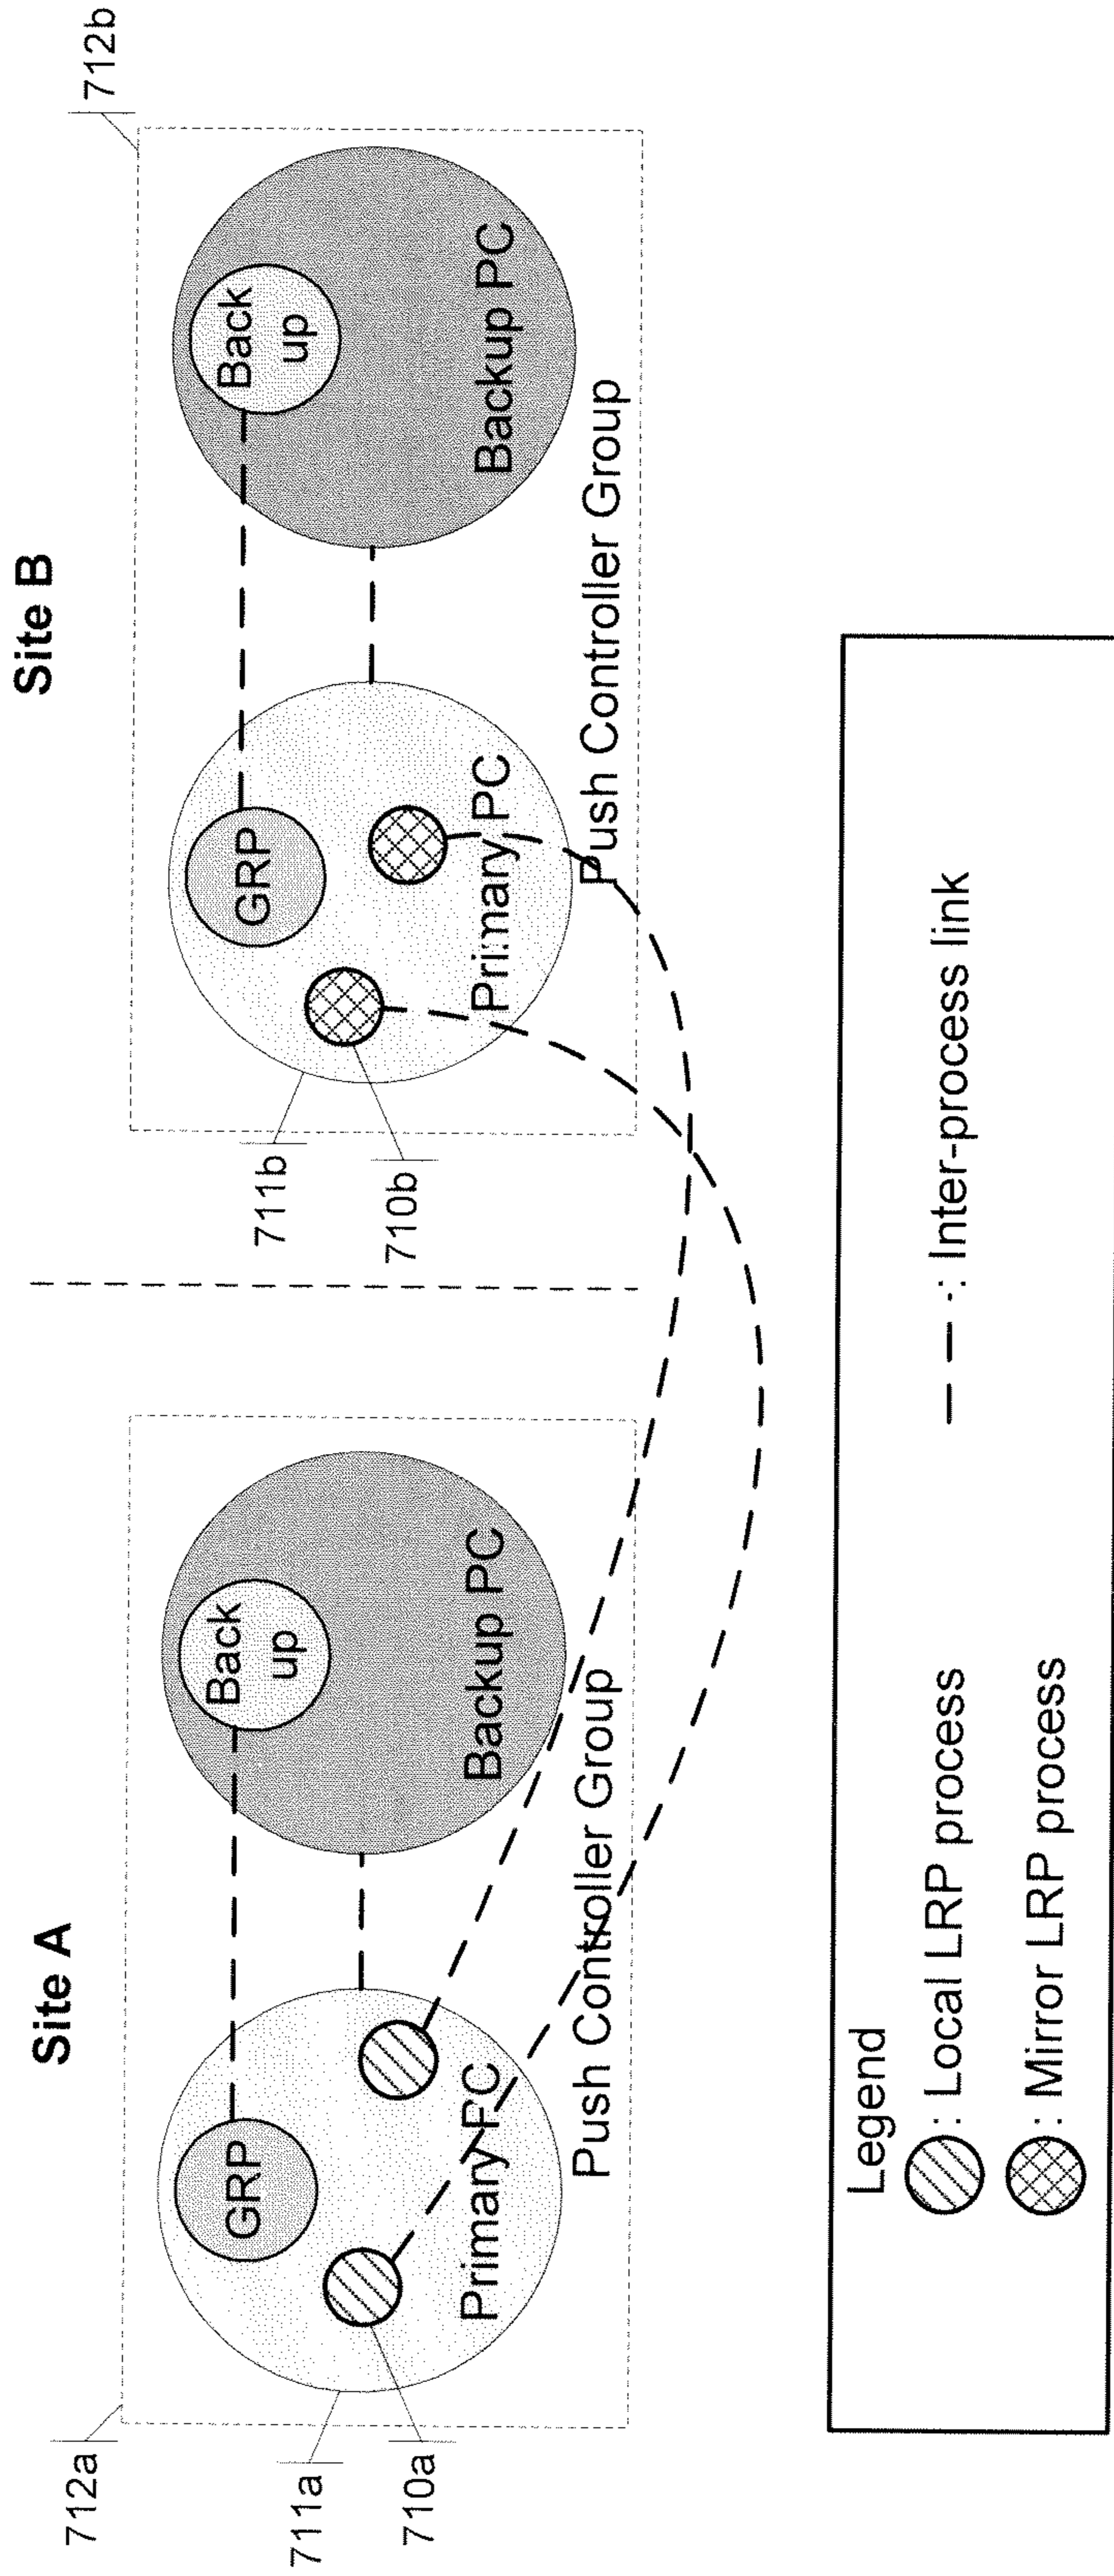 Site A
Site B
712a
711a
710a
GRP
Back
up
Primary PC
Backup PC
Push Controller Group
712b
711b
710b
GRP
Back
up
Primary PC
Backup PC
Push Controller Group
Legend
: Local LRP process
: Mirror LRP process
: Inter-process link